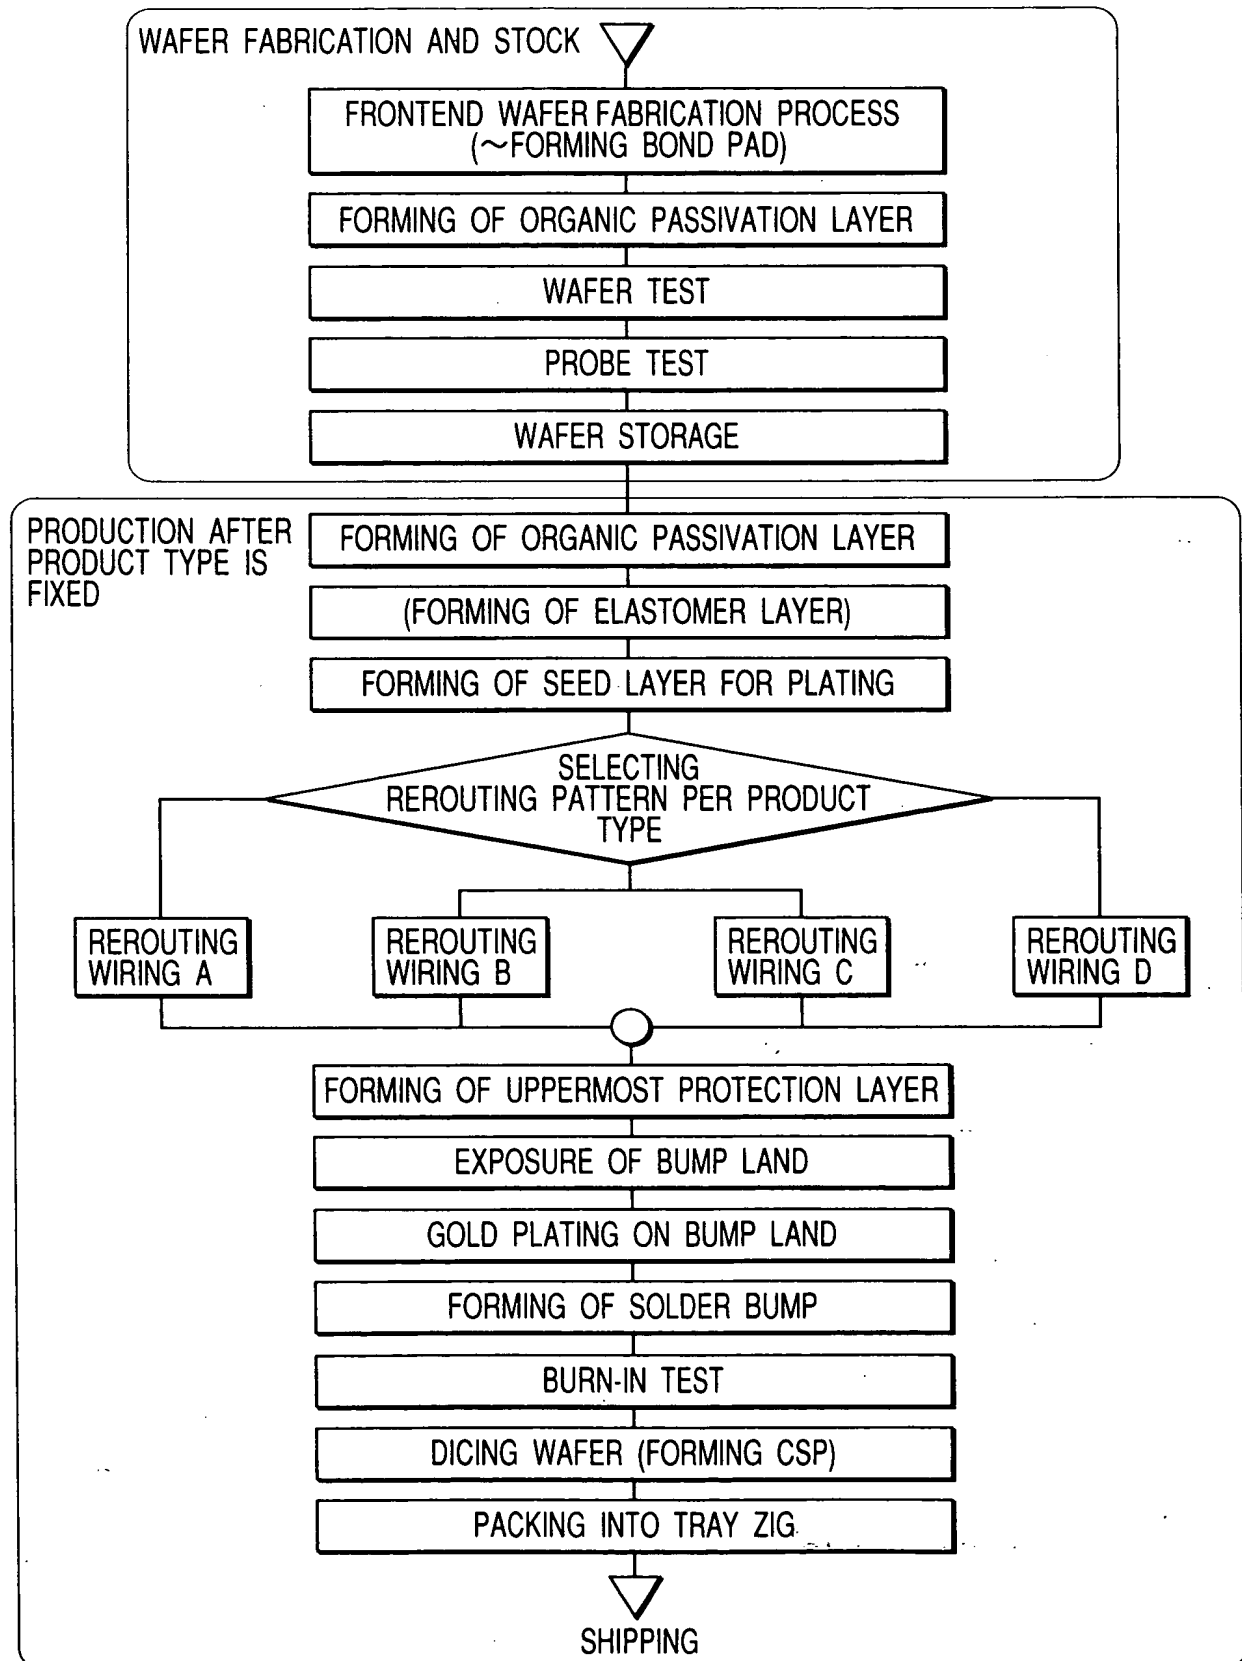 WAFER FABRICATION AND STOCK
FRONTEND WAFER FABRICATION PROCESS
(~FORMING BOND PAD)
FORMING OF ORGANIC PASSIVATION LAYER
WAFER TEST
PROBE TEST
WAFER STORAGE
PRODUCTION AFTER
PRODUCT TYPE IS
FIXED
FORMING OF ORGANIC PASSIVATION LAYER
(FORMING OF ELASTOMER LAYER)
FORMING OF SEED LAYER FOR PLATING
SELECTING
REROUTING PATTERN PER PRODUCT
TYPE
REROUTING
WIRING A
REROUTING
WIRING B
REROUTING
WIRING C
REROUTING
WIRING D
FORMING OF UPPERMOST PROTECTION LAYER
EXPOSURE OF BUMP LAND
GOLD PLATING ON BUMP LAND
FORMING OF SOLDER BUMP
BURN-IN TEST
DICING WAFER (FORMING CSP)
PACKING INTO TRAY ZIG
SHIPPING